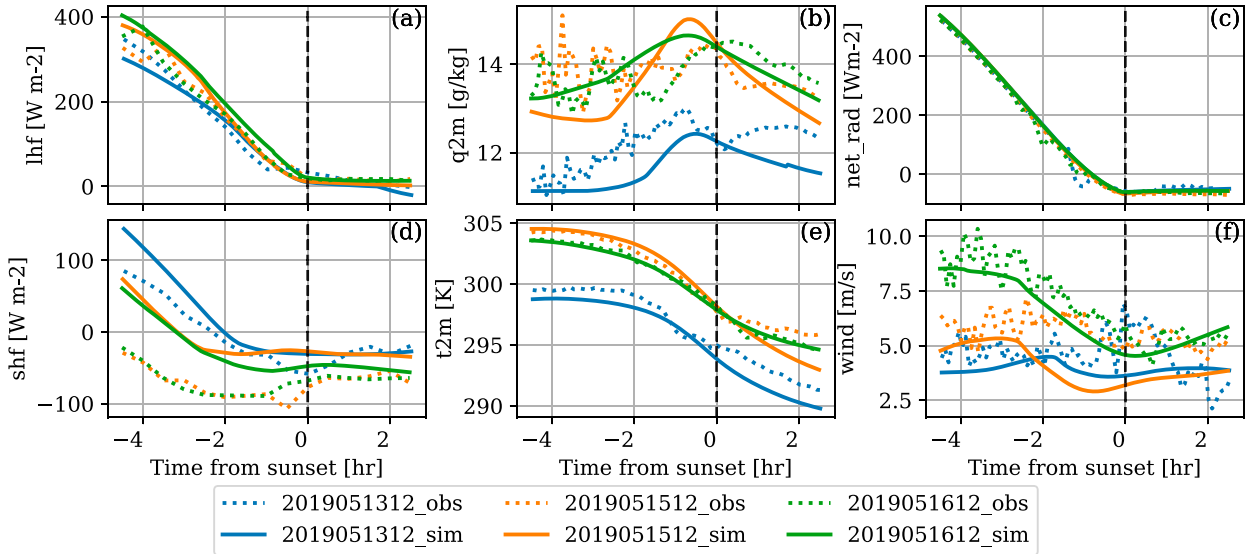 (a)
lhf [W m-2]
400
200
0
(b)
q2m [g/kg]
14
12
(c)
net_rad [Wm-2]
400
200
0
(d)
shf [W m-2]
100
0
−100
−4
−2
0
2
Time from sunset [hr]
(e)
t2m [K]
305
300
295
290
−4
−2
0
2
Time from sunset [hr]
(f)
wind [m/s]
10.0
7.5
5.0
2.5
−4
−2
0
2
Time from sunset [hr]
2019051312_obs
2019051512_obs
2019051612_obs
2019051312_sim
2019051512_sim
2019051612_sim